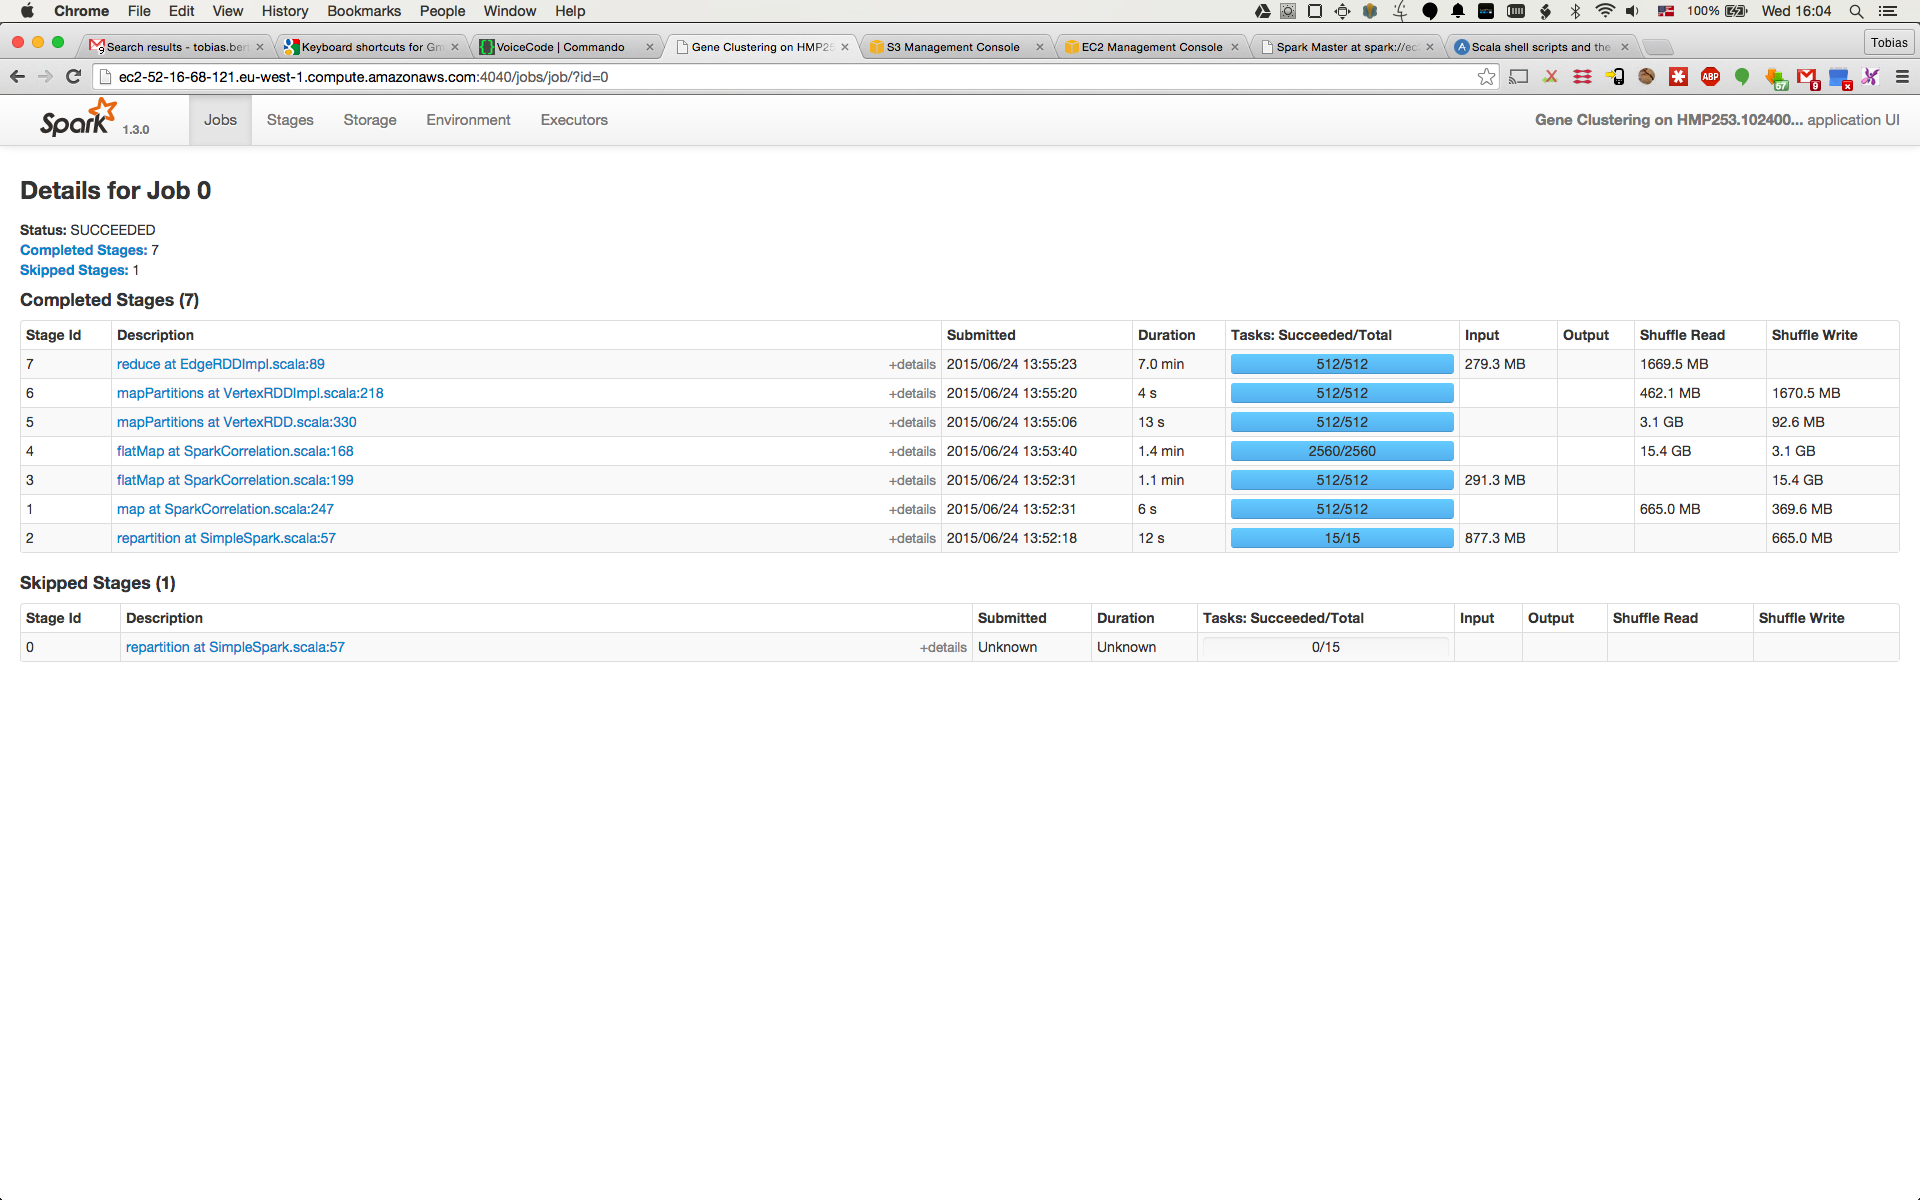 Chrome File Edit View History Bookmarks People Window Help 100% Wed 16:04
Search results - tobias.ber Keyboard shortcuts for Gm VoiceCode | Commando Gene Clustering on HMP25 S3 Management Console EC2 Management Console Spark Master at spark://ec Scala shell scripts and the Tobias
ec2-52-16-68-121.eu-west-1.compute.amazonaws.com:4040/jobs/job/?id=0
Spark 1.3.0 Jobs Stages Storage Environment Executors Gene Clustering on HMP253.102400... application UI
Details for Job 0
Status: SUCCEEDED
Completed Stages: 7
Skipped Stages: 1
Completed Stages (7)
Stage Id Description Submitted Duration Tasks: Succeeded/Total Input Output Shuffle Read Shuffle Write
7 reduce at EdgeRDDImpl.scala:89 +details 2015/06/24 13:55:23 7.0 min 512/512 279.3 MB 1669.5 MB
6 mapPartitions at VertexRDDImpl.scala:218 +details 2015/06/24 13:55:20 4 s 512/512 462.1 MB 1670.5 MB
5 mapPartitions at VertexRDD.scala:330 +details 2015/06/24 13:55:06 13 s 512/512 3.1 GB 92.6 MB
4 flatMap at SparkCorrelation.scala:168 +details 2015/06/24 13:53:40 1.4 min 2560/2560 15.4 GB 3.1 GB
3 flatMap at SparkCorrelation.scala:199 +details 2015/06/24 13:52:31 1.1 min 512/512 291.3 MB 15.4 GB
1 map at SparkCorrelation.scala:247 +details 2015/06/24 13:52:31 6 s 512/512 665.0 MB 369.6 MB
2 repartition at SimpleSpark.scala:57 +details 2015/06/24 13:52:18 12 s 15/15 877.3 MB 665.0 MB
Skipped Stages (1)
Stage Id Description Submitted Duration Tasks: Succeeded/Total Input Output Shuffle Read Shuffle Write
0 repartition at SimpleSpark.scala:57 +details Unknown Unknown 0/15